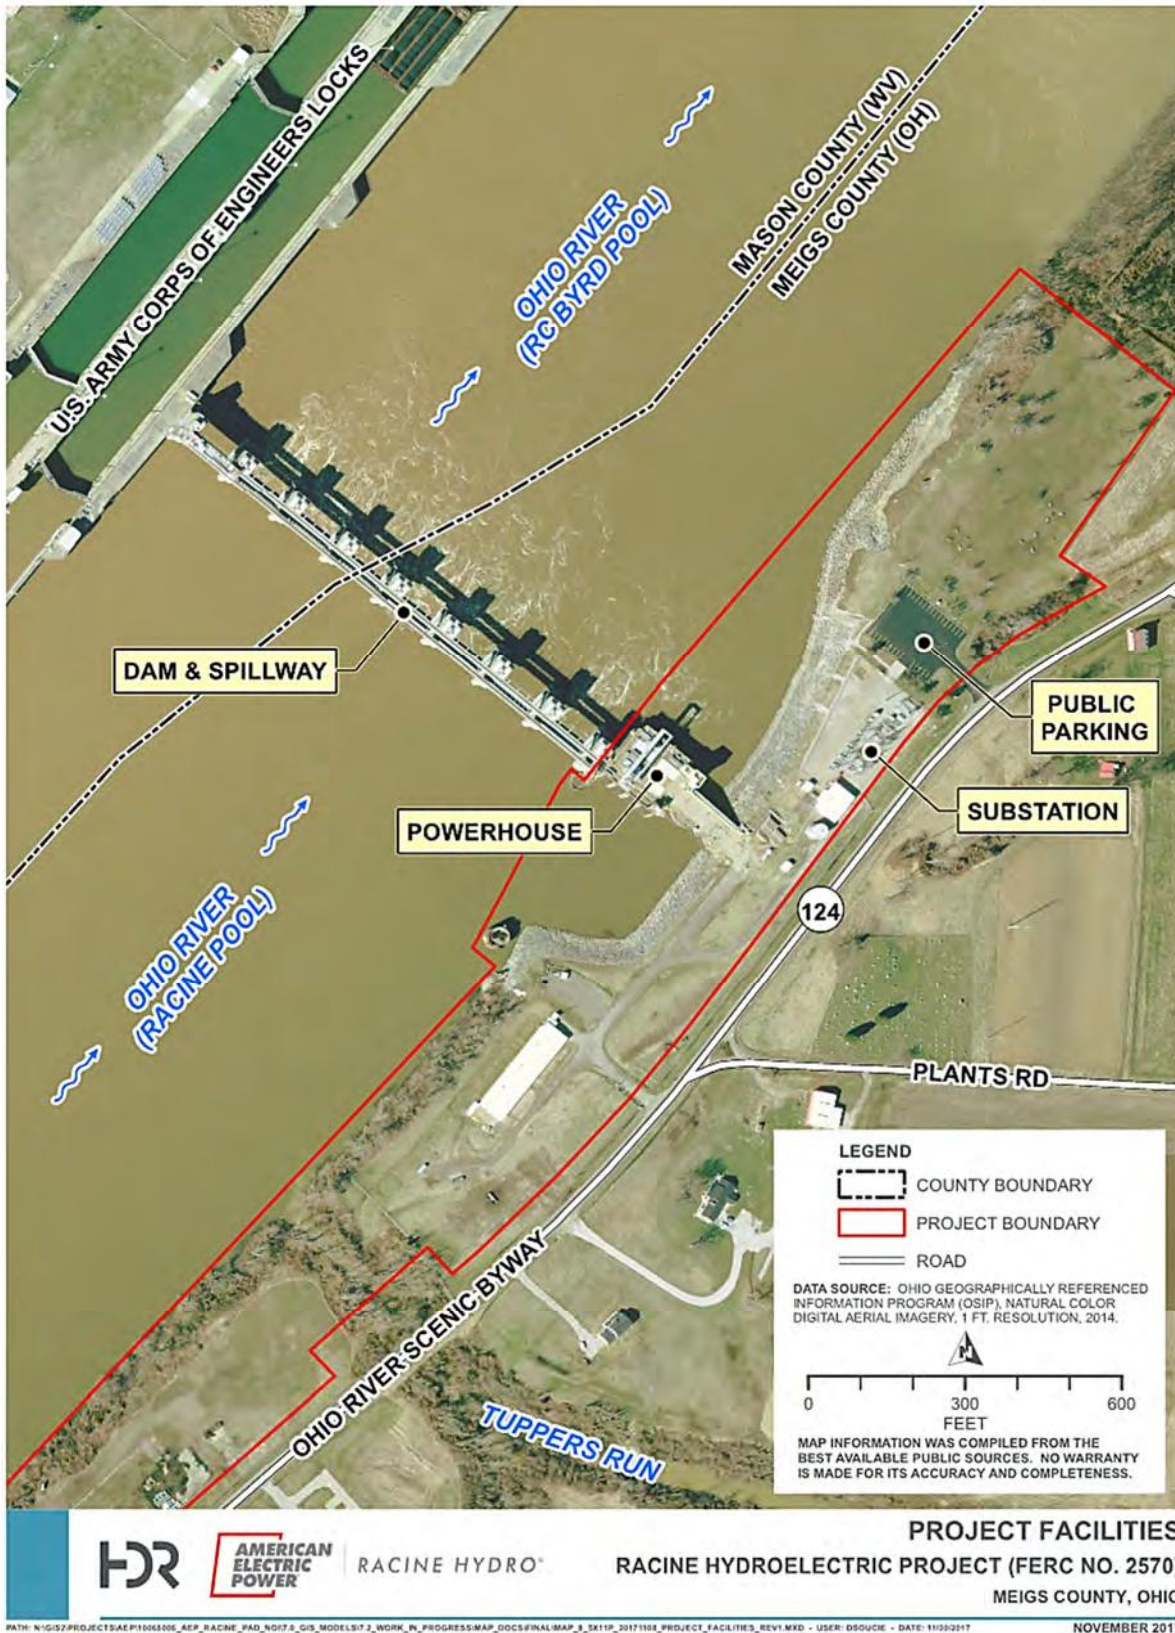 U.S. ARMY CORPS OF ENGINEERS LOCKS
MASON COUNTY (WV)
MEIGS COUNTY (OH)
OHIO RIVER
(RC BYRD POOL)
DAM & SPILLWAY
PUBLIC
PARKING
POWERHOUSE
SUBSTATION
OHIO RIVER
(RACINE POOL)
124
PLANTS RD
OHIO RIVER SCENIC BYWAY
TUPPERS RUN
LEGEND
COUNTY BOUNDARY
PROJECT BOUNDARY
ROAD
DATA SOURCE: OHIO GEOGRAPHICALLY REFERENCED
INFORMATION PROGRAM (OSIP), NATURAL COLOR
DIGITAL AERIAL IMAGERY, 1 FT. RESOLUTION, 2014.
N
0 300 600
FEET
MAP INFORMATION WAS COMPILED FROM THE
BEST AVAILABLE PUBLIC SOURCES. NO WARRANTY
IS MADE FOR ITS ACCURACY AND COMPLETENESS.
HDR
AMERICAN
ELECTRIC
POWER
RACINE HYDRO
PROJECT FACILITIES
RACINE HYDROELECTRIC PROJECT (FERC NO. 2570
MEIGS COUNTY, OHIO
NOVEMBER 201